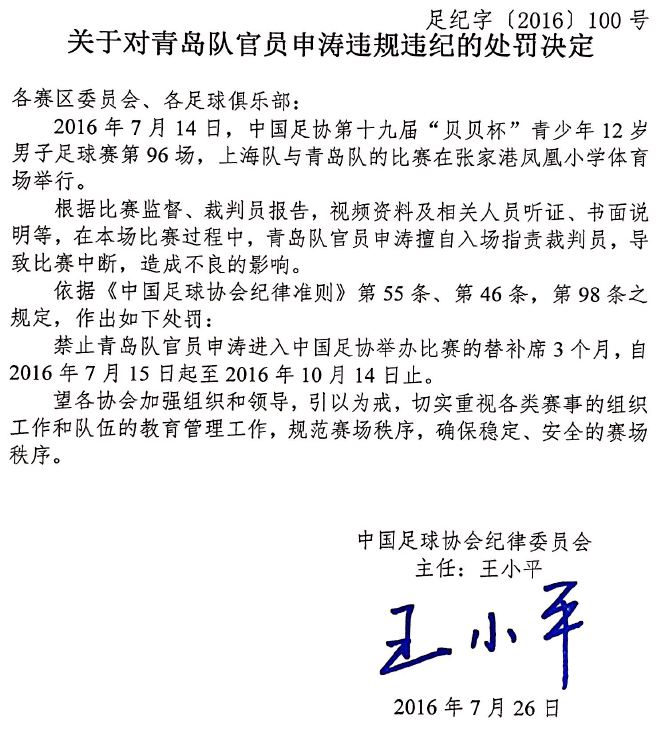 足纪字〔2016〕100 号
关于对青岛队官员申涛违规违纪的处罚决定
各赛区委员会、各足球俱乐部：
2016 年 7 月 14 日，中国足协第十九届“贝贝杯”青少年 12 岁
男子足球赛第 96 场，上海队与青岛队的比赛在张家港凤凰小学体育
场举行。
根据比赛监督、裁判员报告，视频资料及相关人员听证、书面说
明等，在本场比赛过程中，青岛队官员申涛擅自入场指责裁判员，导
致比赛中断，造成不良的影响。
依据《中国足球协会纪律准则》第 55 条、第 46 条，第 98 条之
规定，作出如下处罚：
禁止青岛队官员申涛进入中国足协举办比赛的替补席 3 个月，自
2016 年 7 月 15 日起至 2016 年 10 月 14 日止。
望各协会加强组织和领导，引以为戒，切实重视各类赛事的组织
工作和队伍的教育管理工作，规范赛场秩序，确保稳定、安全的赛场
秩序。
中国足球协会纪律委员会
主任：王小平
王小平
2016 年 7 月 26 日